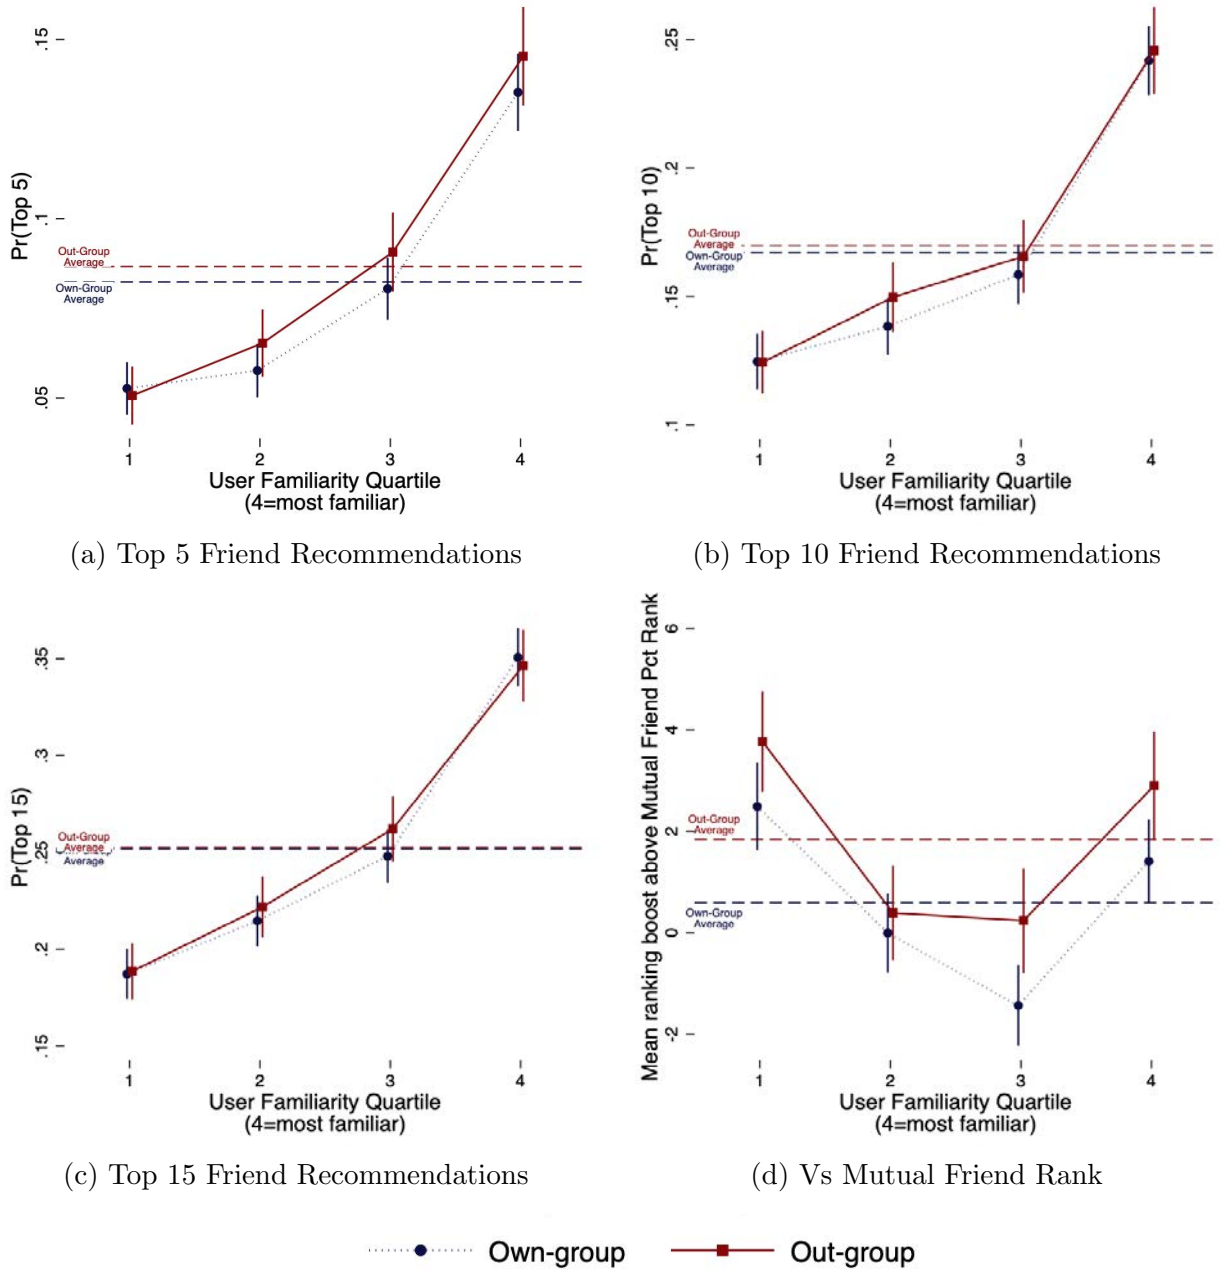 .15
.1
.05
Pr(Top 5)
Out-Group
Average
Own-Group
Average
1 2 3 4
User Familiarity Quartile
(4=most familiar)
(a) Top 5 Friend Recommendations
.25
.2
.15
.1
Pr(Top 10)
Out-Group
Average
Own-Group
Average
1 2 3 4
User Familiarity Quartile
(4=most familiar)
(b) Top 10 Friend Recommendations
.35
.3
.25
.2
.15
Pr(Top 15)
Out-Group
Average
Average
1 2 3 4
User Familiarity Quartile
(4=most familiar)
(c) Top 15 Friend Recommendations
6
4
2
0
-2
Mean ranking boost above Mutual Friend Pct Rank
Out-Group
Average
Own-Group
Average
1 2 3 4
User Familiarity Quartile
(4=most familiar)
(d) Vs Mutual Friend Rank
Own-group Out-group